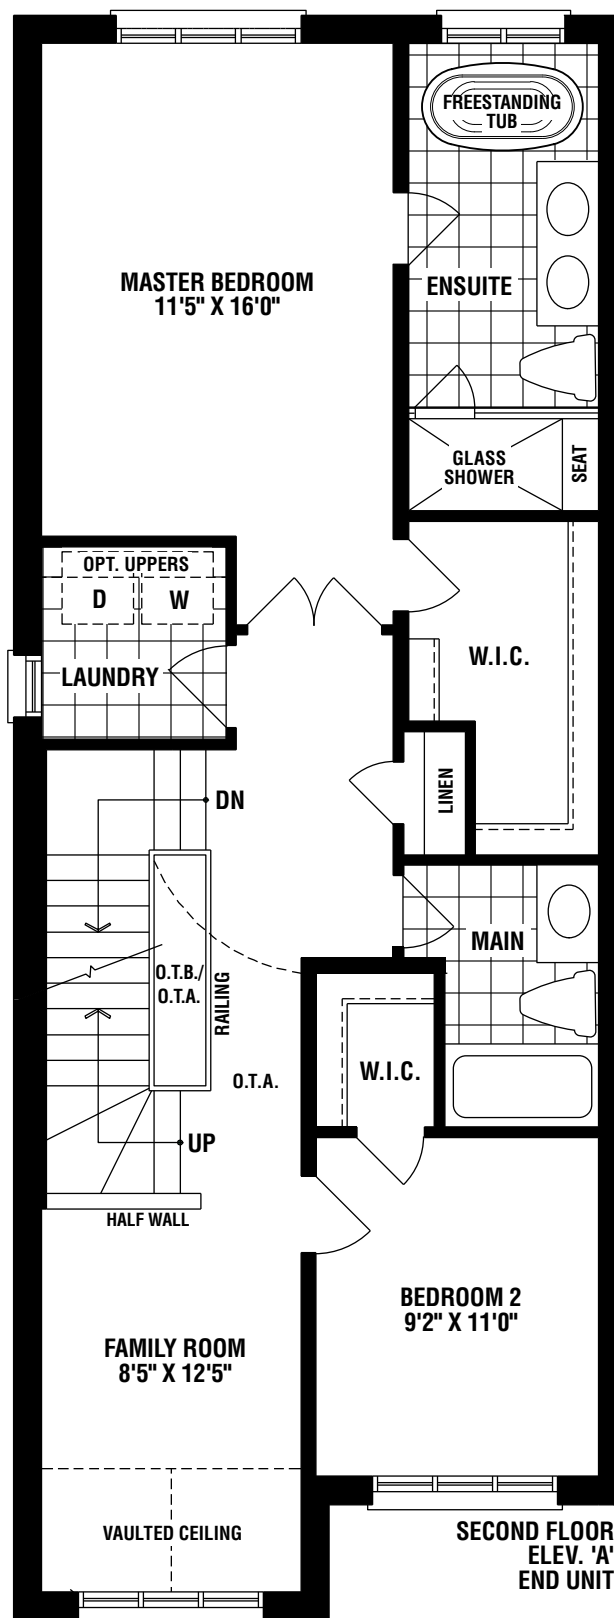 FREESTANDING
TUB
MASTER BEDROOM
11'5" X 16'0"
ENSUITE
GLASS
SHOWER
SEAT
OPT. UPPERS
D
W
LAUNDRY
W.I.C.
LINEN
DN
MAIN
O.T.B./
O.T.A.
RAILING
O.T.A.
W.I.C.
UP
HALF WALL
BEDROOM 2
9'2" X 11'0"
FAMILY ROOM
8'5" X 12'5"
VAULTED CEILING
SECOND FLOOR
ELEV. 'A'
END UNIT